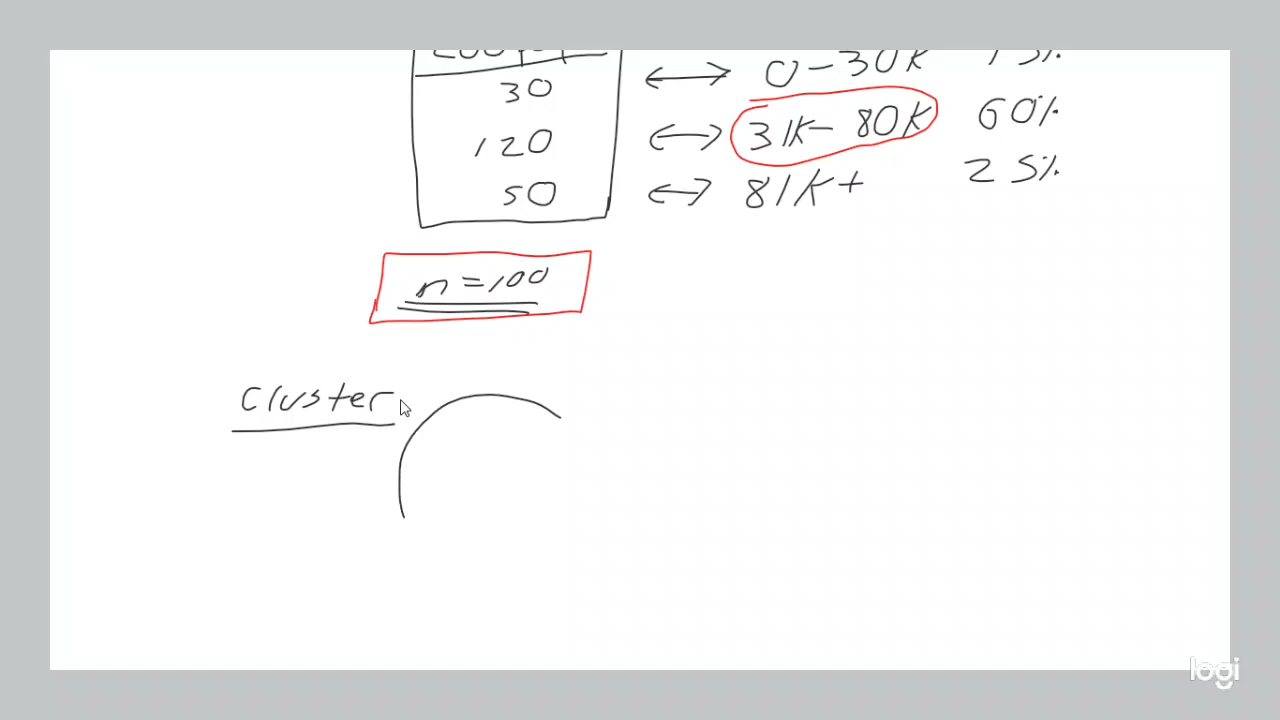 30 ↔ 0-30K
120 ↔ 31K- 80K 60%
50 ↔ 81K+ 25%
n=100
Cluster
logi